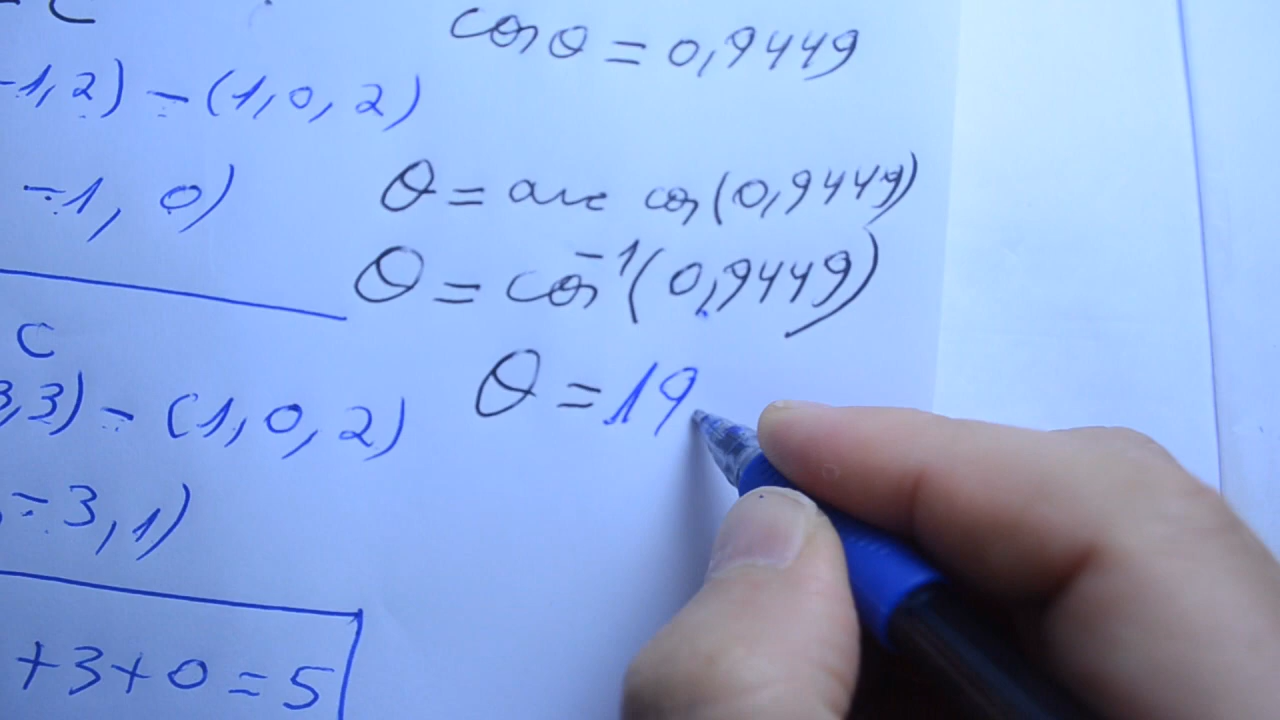 C
-1,2) - (1,0,2)
-1, 0)
C
3,3) - (1,0,2)
-3,1)
+3+0=5
cos θ = 0,9449
θ = arc cos(0,9449)
θ = cos⁻¹(0,9449)
θ = 19